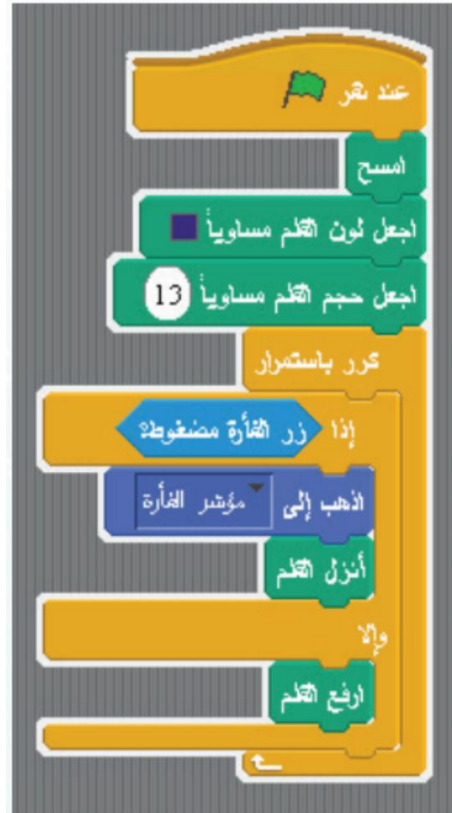 عند نقر
امسح
اجعل لون القلم مساوياً
اجعل حجم القلم مساوياً 13
كرر باستمرار
إذا زر الفأرة مضغوط؟
اذهب إلى مؤشر الفأرة
أنزل القلم
وإلا
ارفع القلم